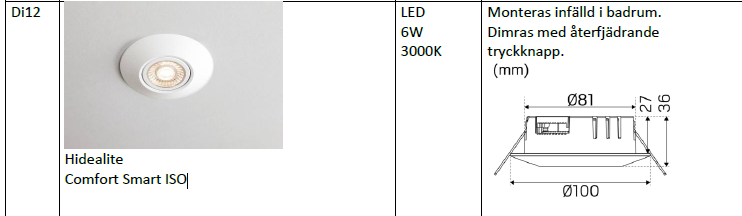 Di12
Hidealite
Comfort Smart ISO
LED
6W
3000K
Monteras infälld i badrum.
Dimras med återfjädrande
tryckknapp.
(mm)
Ø81
27
36
Ø100